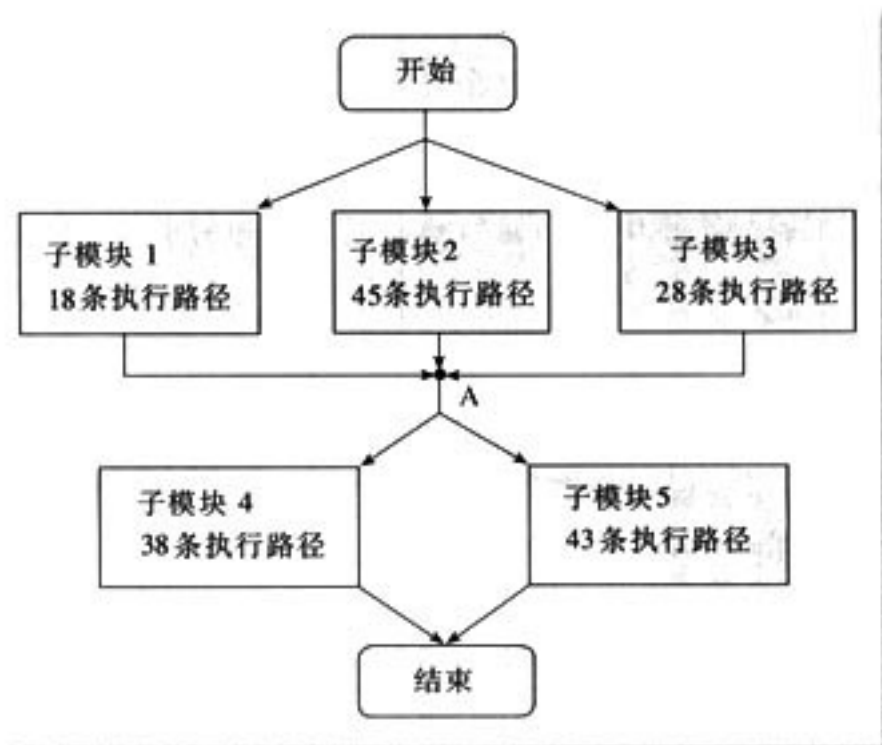 开始
子模块 1
18条执行路径
子模块2
45条执行路径
子模块3
28条执行路径
A
子模块 4
38条执行路径
子模块5
43条执行路径
结束